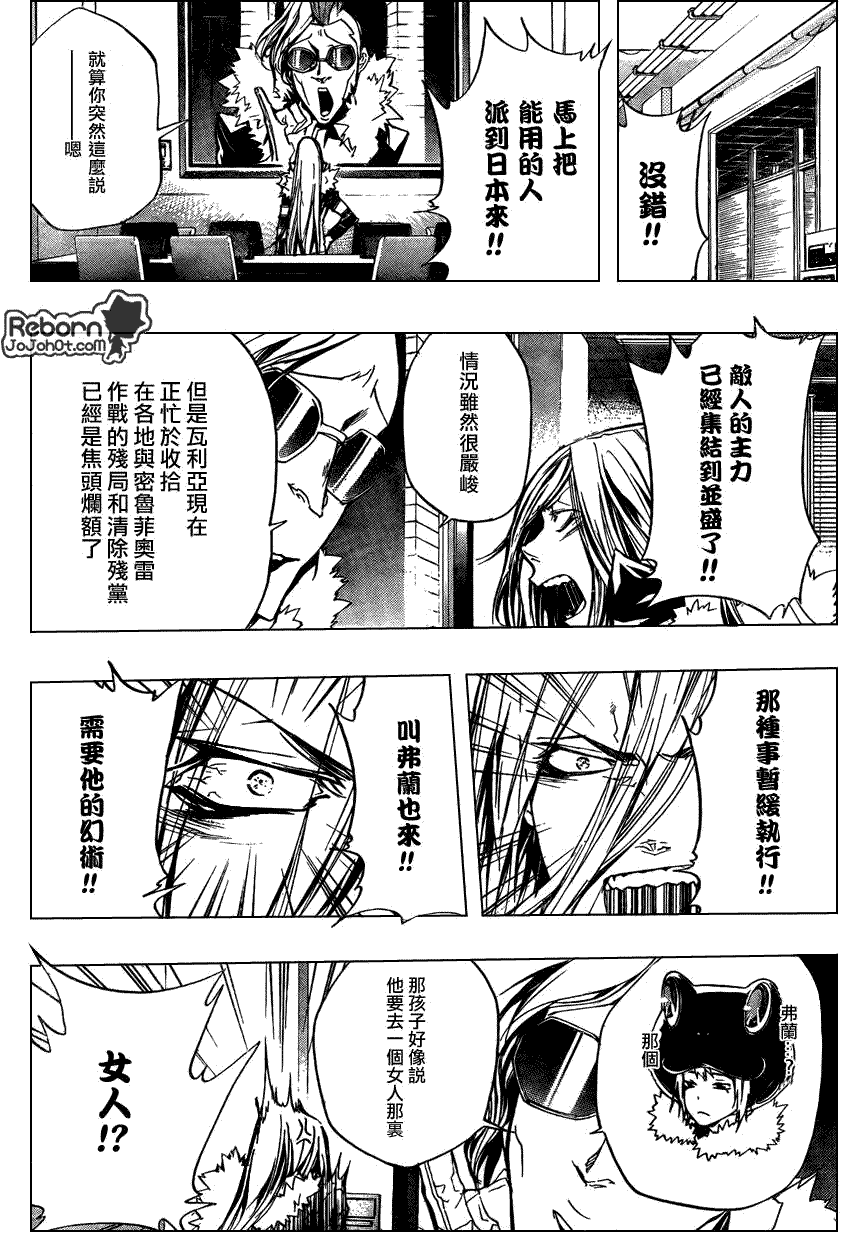 沒錯!!
馬上把
能用的人
派到日本來!!
就算你突然這麼說
——嗯
Reborn
JoJoHot.com
敵人的主力
已經集結到並盛了!!
情況雖然很嚴峻
但是瓦利亞現在
正忙於收拾
在各地與密魯菲奧雷
作戰的殘局和清除殘黨
已經是焦頭爛額了
那種事暫緩執行!!
叫弗蘭也來!!
需要他的幻術!!
弗蘭…?
那個
那孩子好像說
他要去一個女人那裏
女人!?